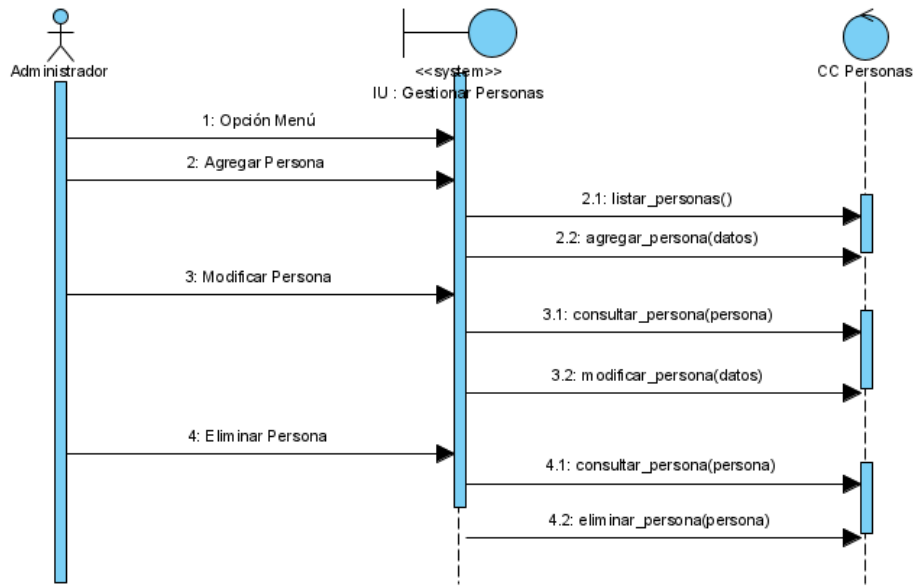 Administrador
<<system>>
IU : Gestionar Personas
CC Personas
1: Opción Menú
2: Agregar Persona
2.1: listar_personas()
2.2: agregar_persona(datos)
3: Modificar Persona
3.1: consultar_persona(persona)
3.2: modificar_persona(datos)
4: Eliminar Persona
4.1: consultar_persona(persona)
4.2: eliminar_persona(persona)